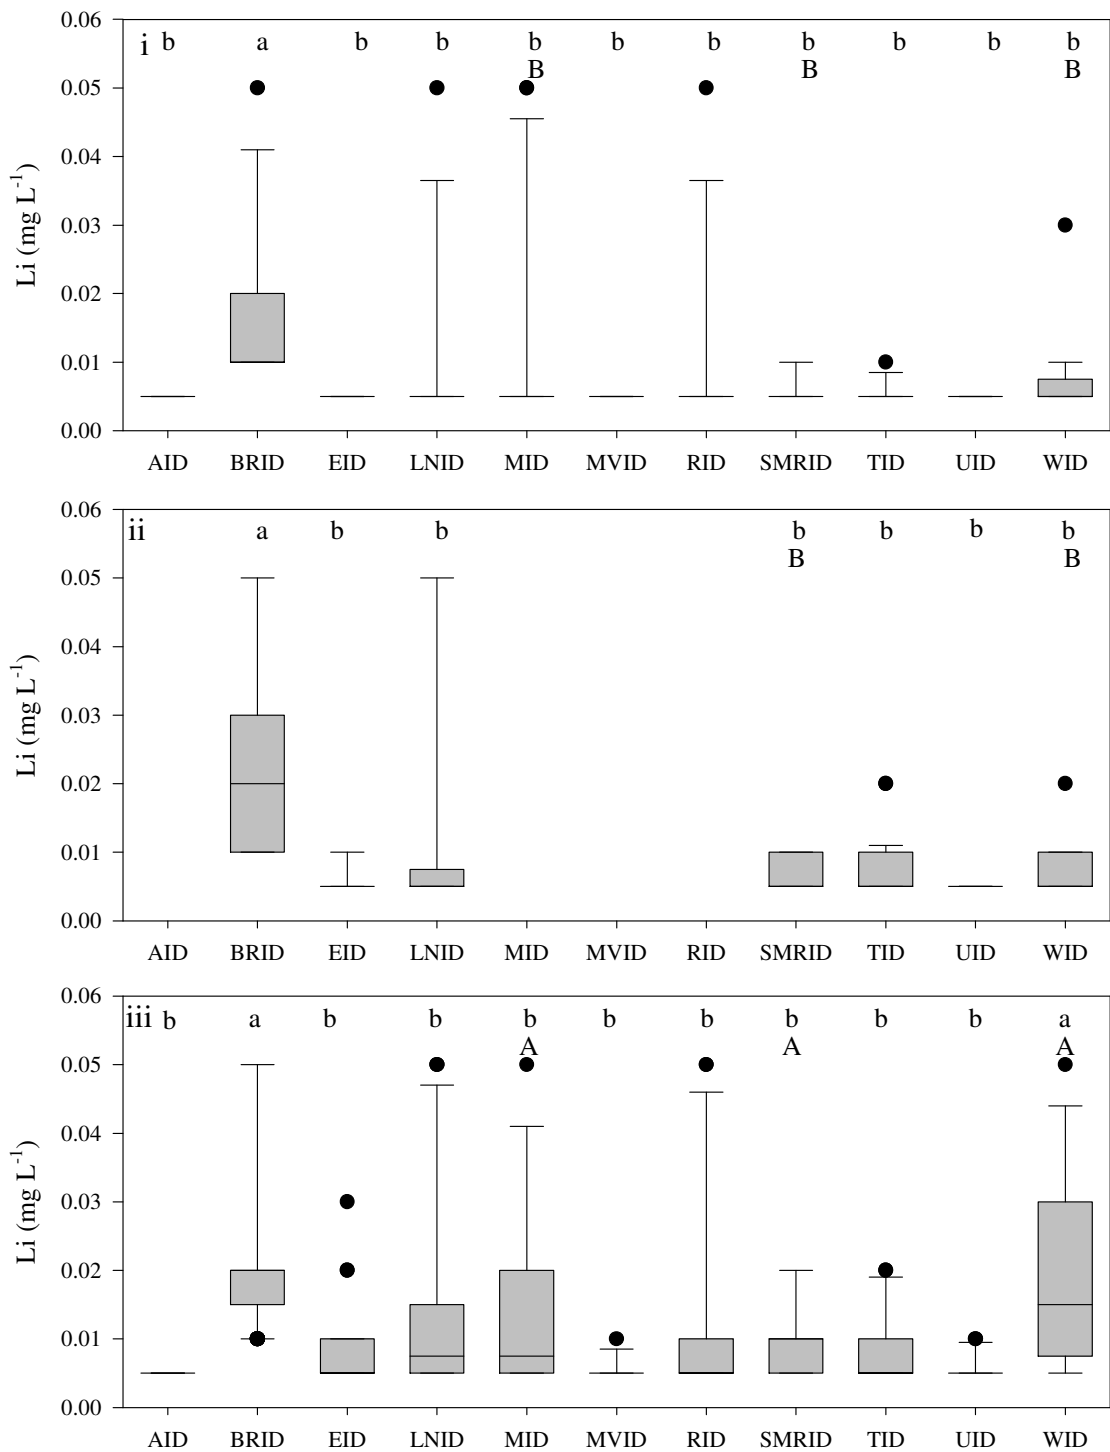 0.06
i b a b b b b b b b b b
B B B
0.05
0.04
0.03
0.02
0.01
0.00
Li (mg L⁻¹)
AID BRID EID LNID MID MVID RID SMRID TID UID WID
0.06
ii a b b b b b b
B B
0.05
0.04
0.03
0.02
0.01
0.00
Li (mg L⁻¹)
AID BRID EID LNID MID MVID RID SMRID TID UID WID
0.06
iii b a b b b b b b b b a
A A A
0.05
0.04
0.03
0.02
0.01
0.00
Li (mg L⁻¹)
AID BRID EID LNID MID MVID RID SMRID TID UID WID